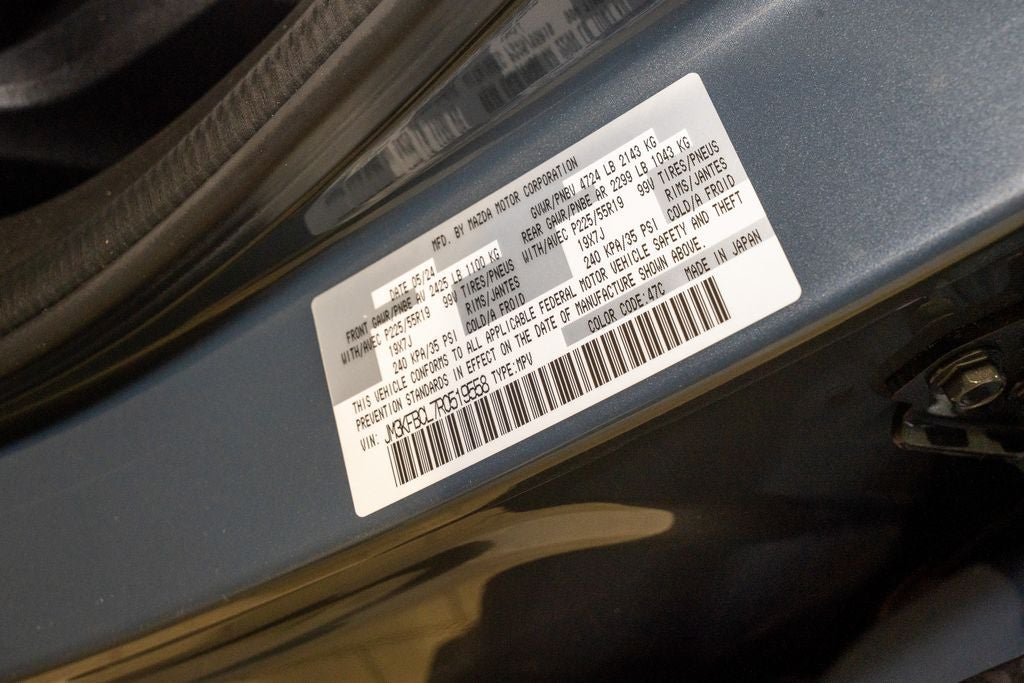 MFD. BY MAZDA MOTOR CORPORATION
DATE 05/24 GVWR/PNBV 4724 LB 2143 KG
FRONT GAWR/PNBE AV 2425 LB 1100 KG REAR GAWR/PNBE AR 2299 LB 1043 KG
WITH/AVEC P225/55R19 99V TIRES/PNEUS WITH/AVEC P225/55R19 99V TIRES/PNEUS
19X7J RIMS/JANTES 19X7J RIMS/JANTES
240 KPA/35 PSI COLD/A FROID 240 KPA/35 PSI COLD/A FROID
THIS VEHICLE CONFORMS TO ALL APPLICABLE FEDERAL MOTOR VEHICLE SAFETY AND THEFT
PREVENTION STANDARDS IN EFFECT ON THE DATE OF MANUFACTURE SHOWN ABOVE.
VIN: JM3KFBCL7R0519558 TYPE:MPV COLOR CODE:47C MADE IN JAPAN